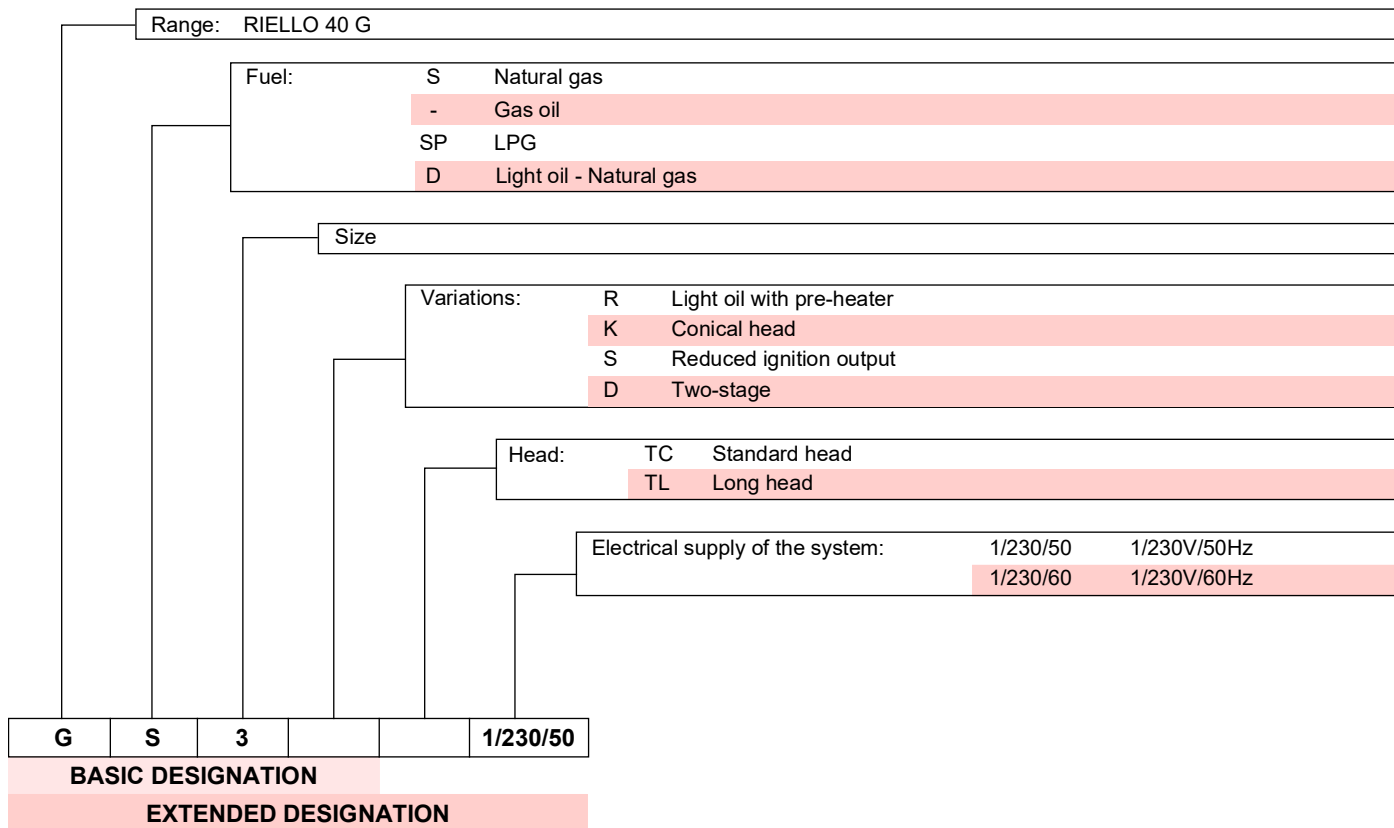 Range: RIELLO 40 G
Fuel: S Natural gas
- Gas oil
SP LPG
D Light oil - Natural gas
Size
Variations: R Light oil with pre-heater
K Conical head
S Reduced ignition output
D Two-stage
Head: TC Standard head
TL Long head
Electrical supply of the system: 1/230/50 1/230V/50Hz
1/230/60 1/230V/60Hz
G S 3 1/230/50
BASIC DESIGNATION
EXTENDED DESIGNATION